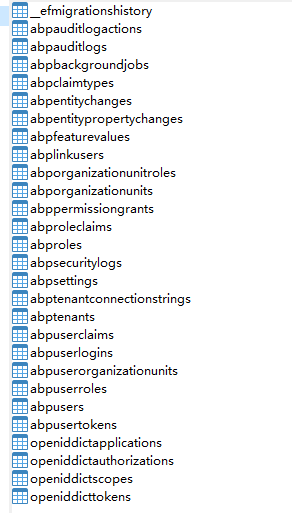 __efmigrationshistory
abpauditlogactions
abpauditlogs
abpbackgroundjobs
abpclaimtypes
abpentitychanges
abpentitypropertychanges
abpfeaturevalues
abplinkusers
abporganizationunitroles
abporganizationunits
abppermissiongrants
abproleclaims
abproles
abpsecuritylogs
abpsettings
abptenantconnectionstrings
abptenants
abpuserclaims
abpuserlogins
abpuserorganizationunits
abpuserroles
abpusers
abpusertokens
openiddictapplications
openiddictauthorizations
openiddictscopes
openiddicttokens